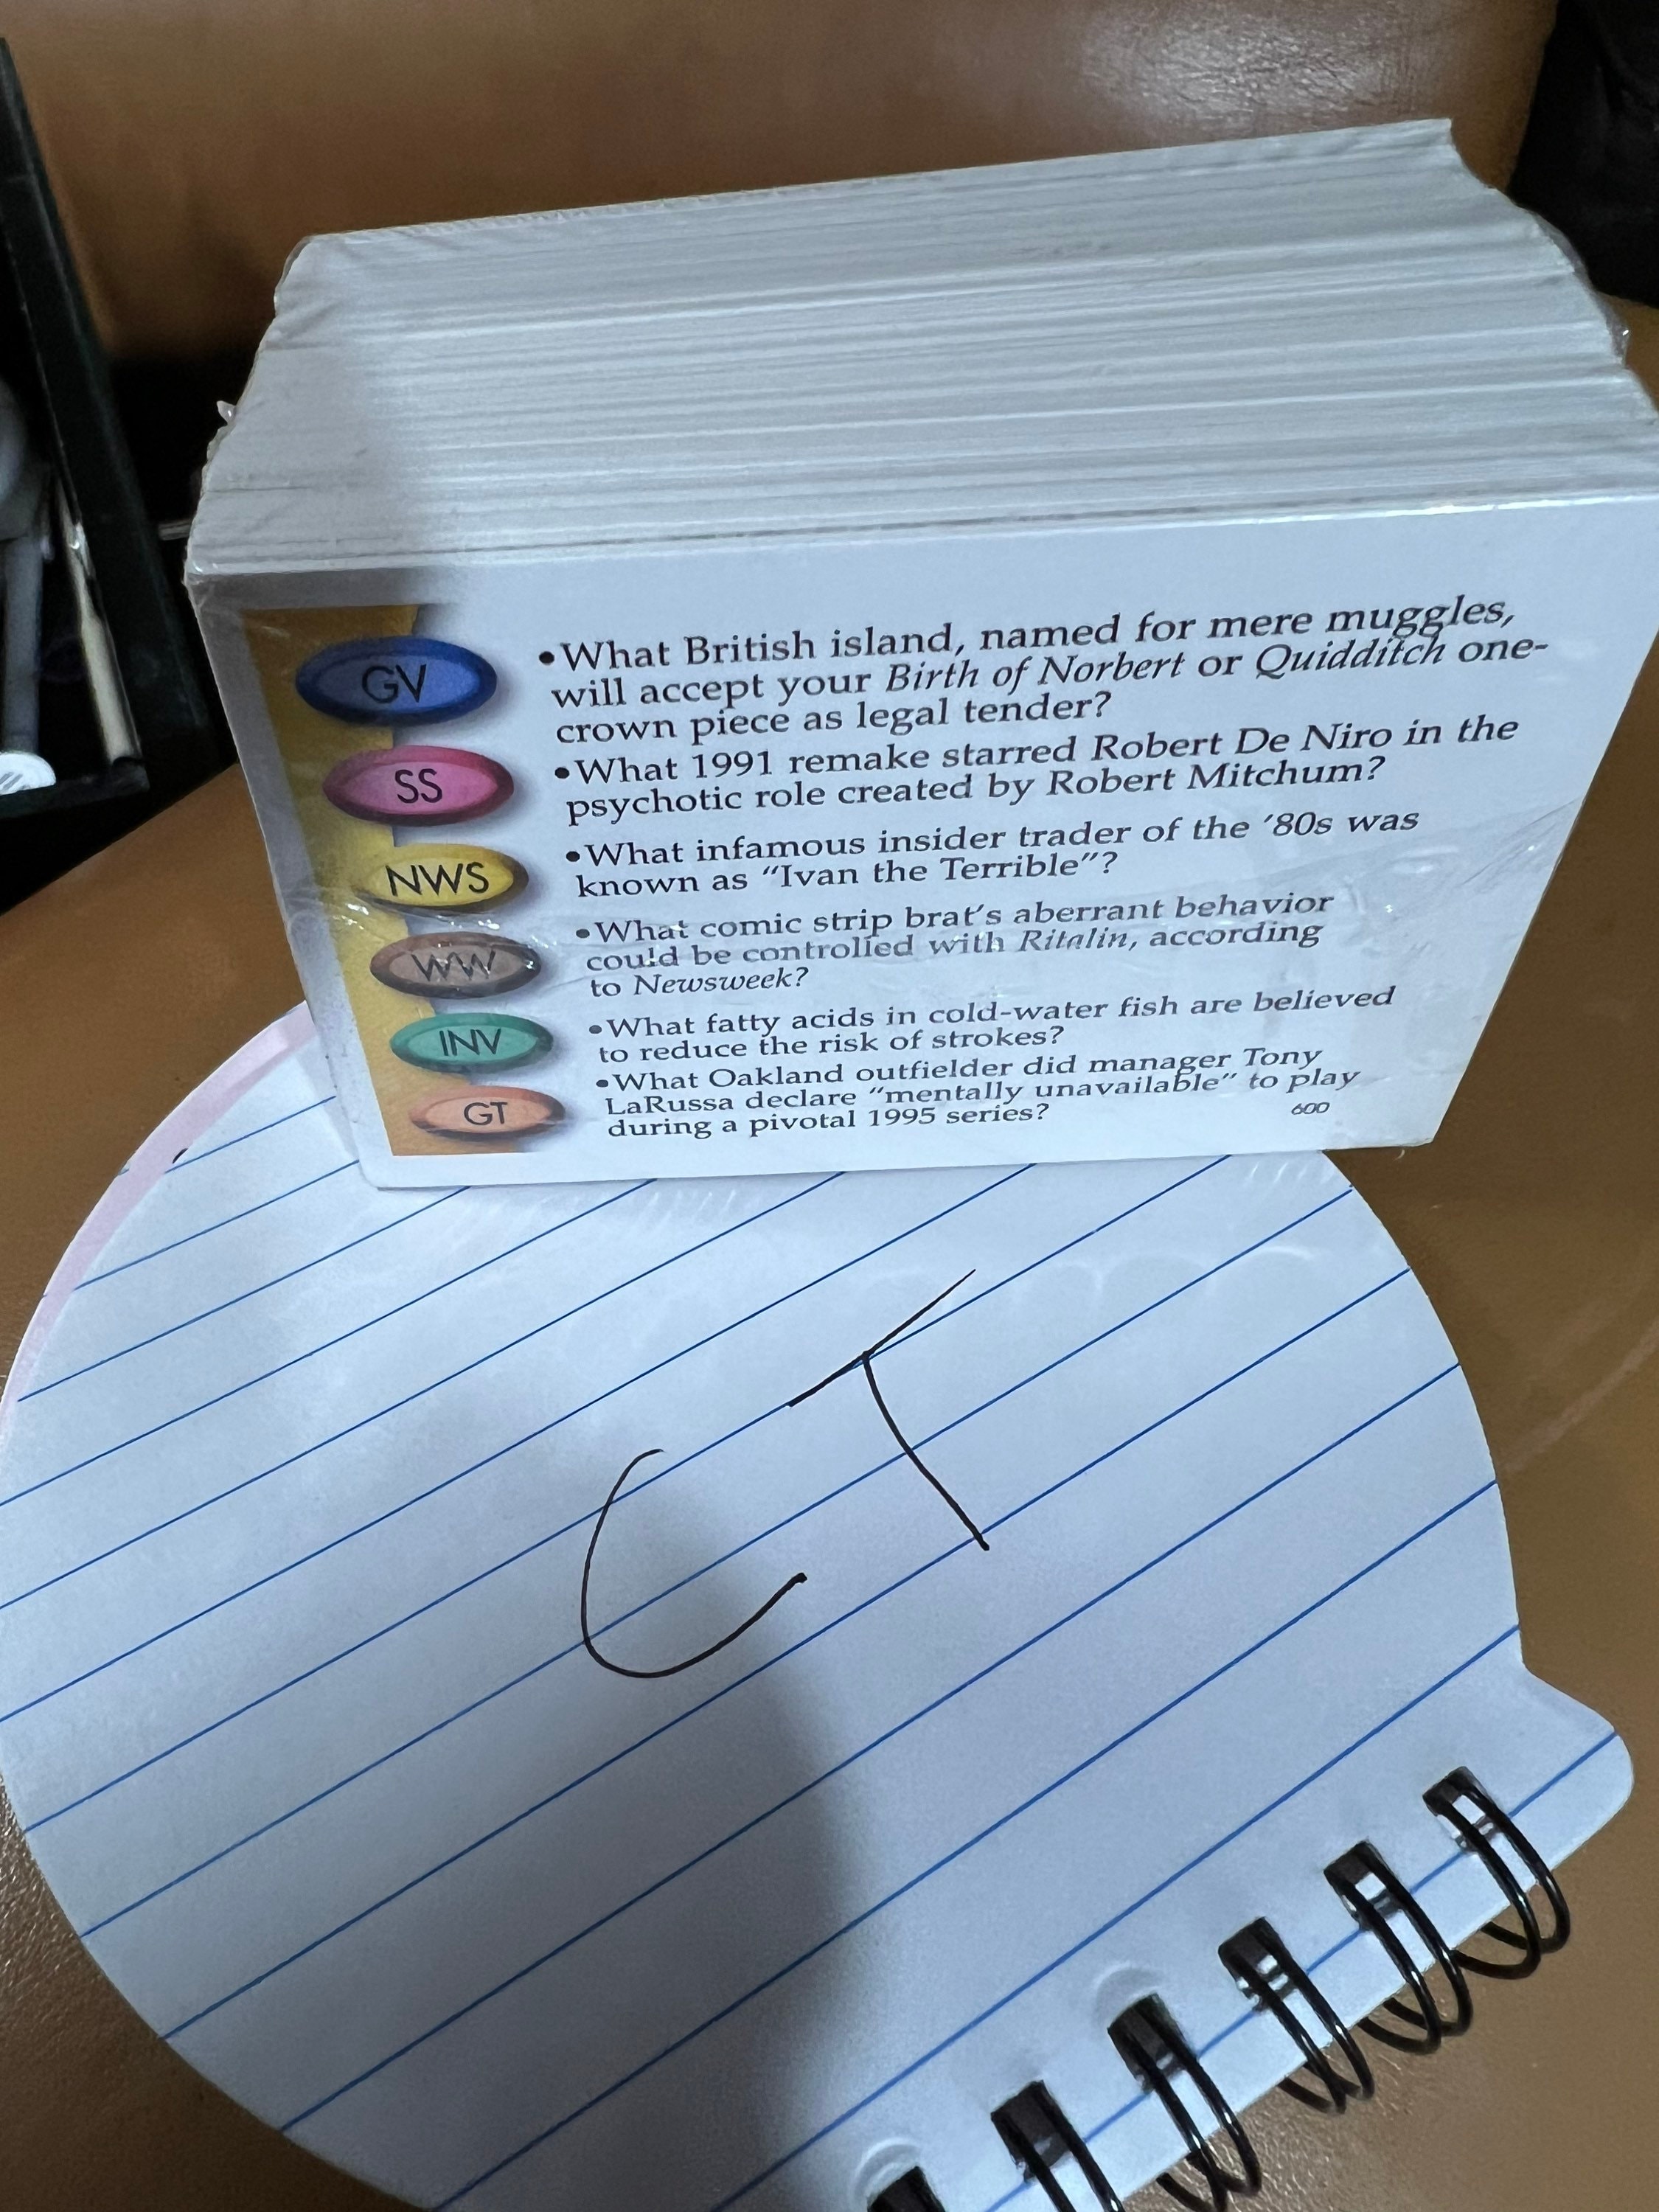 GV
•What British island, named for mere muggles,
will accept your Birth of Norbert or Quidditch one-
crown piece as legal tender?
SS
•What 1991 remake starred Robert De Niro in the
psychotic role created by Robert Mitchum?
NWS
•What infamous insider trader of the '80s was
known as "Ivan the Terrible"?
WW
•What comic strip brat's aberrant behavior
could be controlled with Ritalin, according
to Newsweek?
INV
•What fatty acids in cold-water fish are believed
to reduce the risk of strokes?
GT
•What Oakland outfielder did manager Tony
LaRussa declare "mentally unavailable" to play
during a pivotal 1995 series?
600
CT